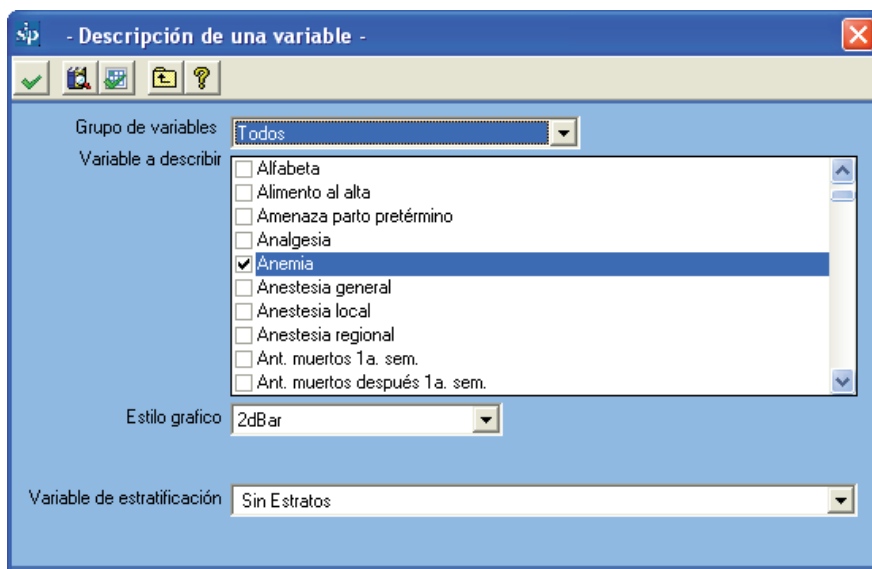 sip - Descripción de una variable -
Grupo de variables Todos
Variable a describir
Alfabeta
Alimento al alta
Amenaza parto pretérmino
Analgesia
Anemia
Anestesia general
Anestesia local
Anestesia regional
Ant. muertos 1a. sem.
Ant. muertos después 1a. sem.
Estilo grafico 2dBar
Variable de estratificación Sin Estratos